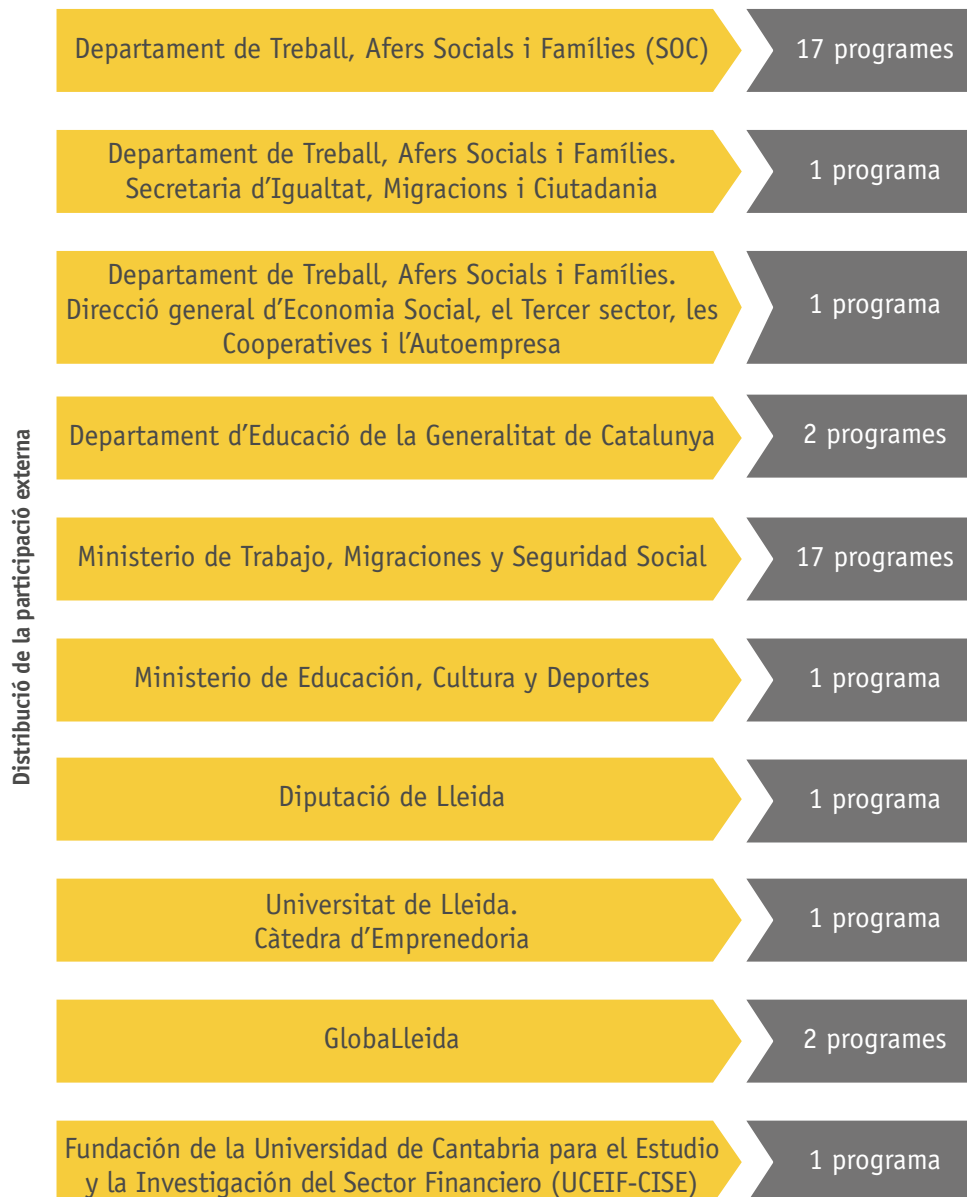 Distribució de la participació externa
Departament de Treball, Afers Socials i Famílies (SOC)
17 programes
Departament de Treball, Afers Socials i Famílies.
Secretaria d'Igualtat, Migracions i Ciutadania
1 programa
Departament de Treball, Afers Socials i Famílies.
Direcció general d'Economia Social, el Tercer sector, les
Cooperatives i l'Autoempresa
1 programa
Departament d'Educació de la Generalitat de Catalunya
2 programes
Ministerio de Trabajo, Migraciones y Seguridad Social
17 programes
Ministerio de Educación, Cultura y Deportes
1 programa
Diputació de Lleida
1 programa
Universitat de Lleida.
Càtedra d'Emprenedoria
1 programa
GlobaLleida
2 programes
Fundación de la Universidad de Cantabria para el Estudio
y la Investigación del Sector Financiero (UCEIF-CISE)
1 programa